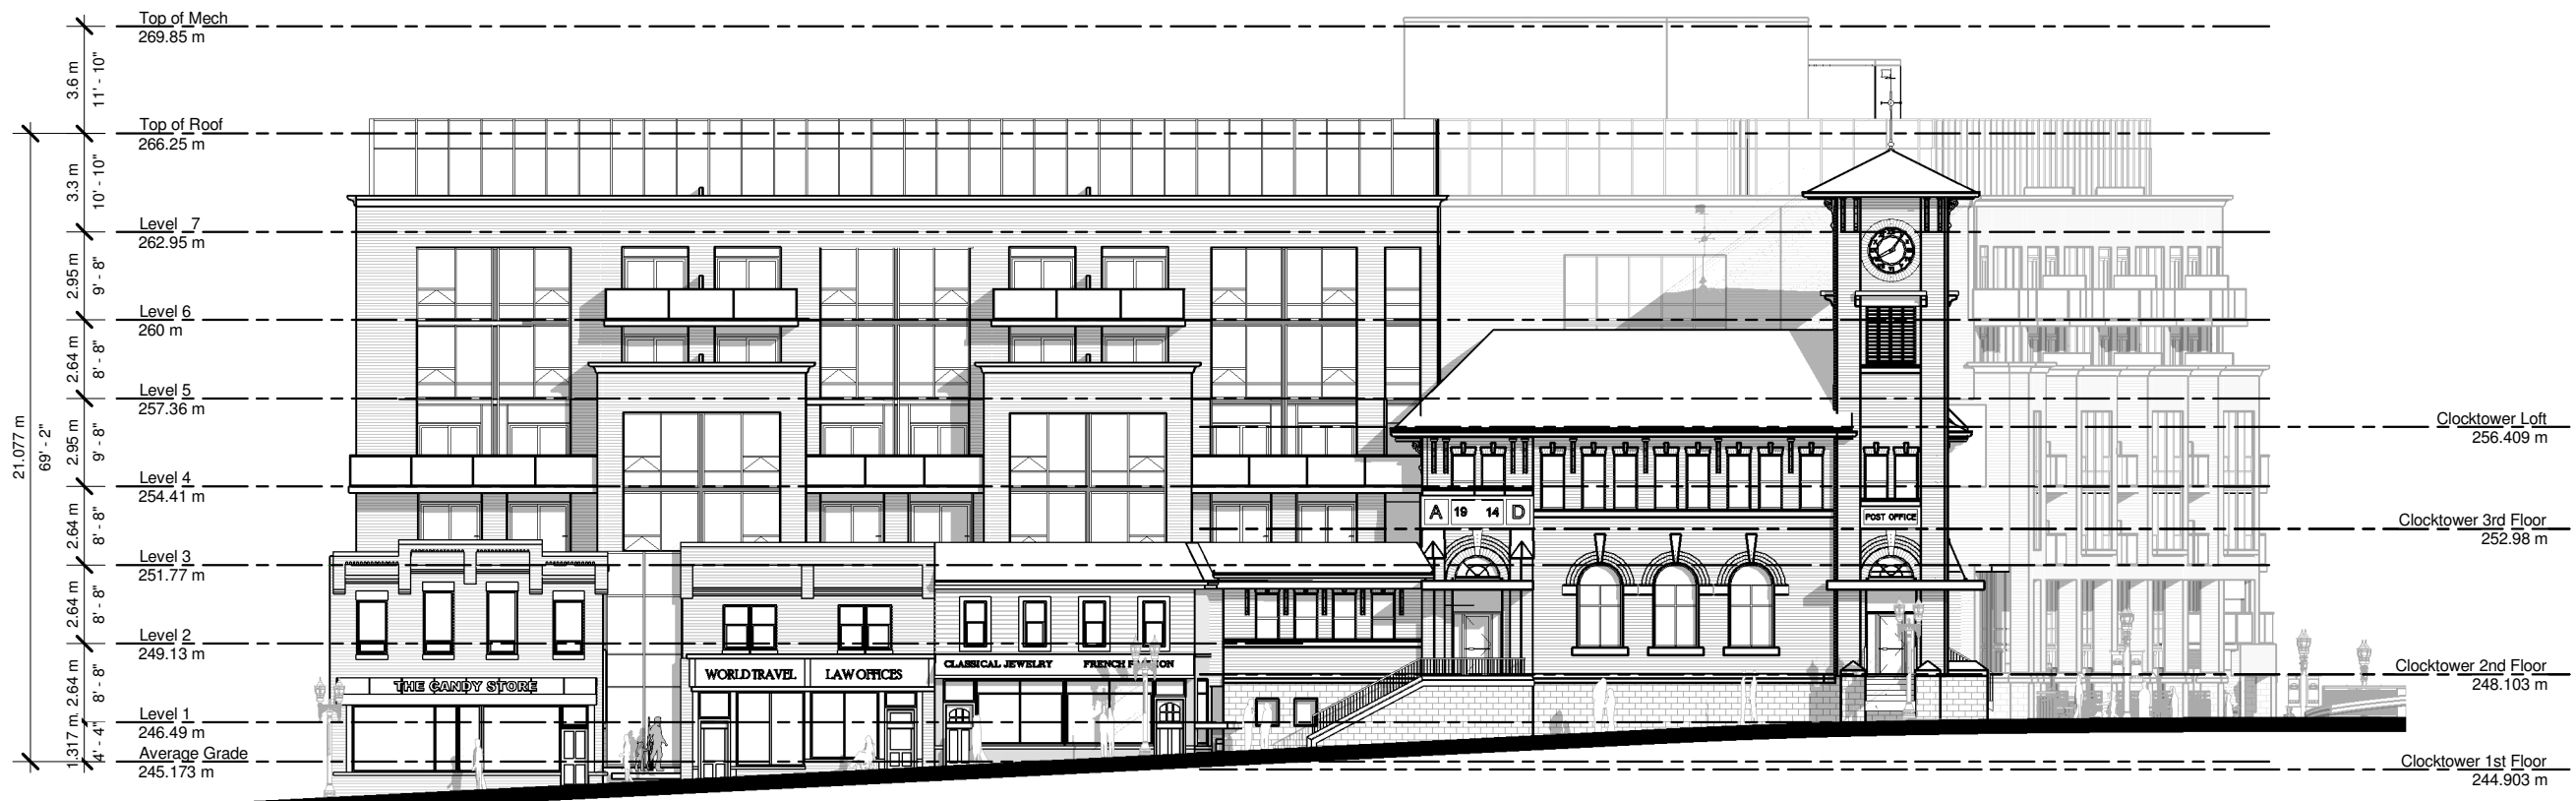 Top of Mech
269.85 m
3.6 m
11' - 10"
Top of Roof
266.25 m
3.3 m
10' - 10"
Level 7
262.95 m
2.95 m
9' - 8"
Level 6
260 m
2.64 m
8' - 8"
Level 5
257.36 m
2.95 m
9' - 8"
Level 4
254.41 m
2.64 m
8' - 8"
Level 3
251.77 m
2.64 m
8' - 8"
Level 2
249.13 m
2.64 m
8' - 8"
Level 1
246.49 m
1.317 m
4' - 4"
Average Grade
245.173 m
21.077 m
69' - 2"
Clocktower Loft
256.409 m
Clocktower 3rd Floor
252.98 m
Clocktower 2nd Floor
248.103 m
Clocktower 1st Floor
244.903 m
A 19 14 D
POST OFFICE
THE CANDY STORE
WORLD TRAVEL
LAW OFFICES
CLASSICAL JEWELRY
FRENCH